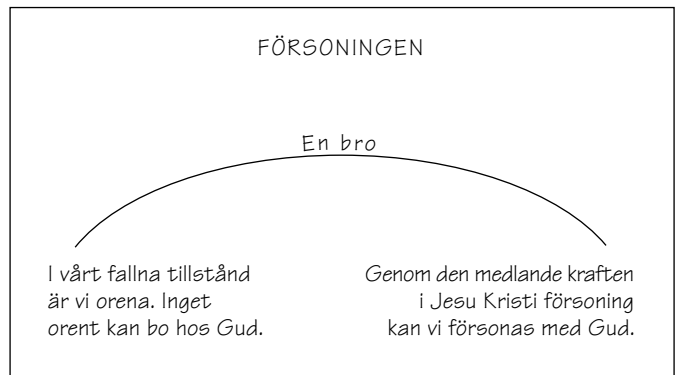 FÖRSONINGEN
En bro
I vårt fallna tillstånd
är vi orena. Inget
orent kan bo hos Gud.
Genom den medlande kraften
i Jesu Kristi försoning
kan vi försonas med Gud.